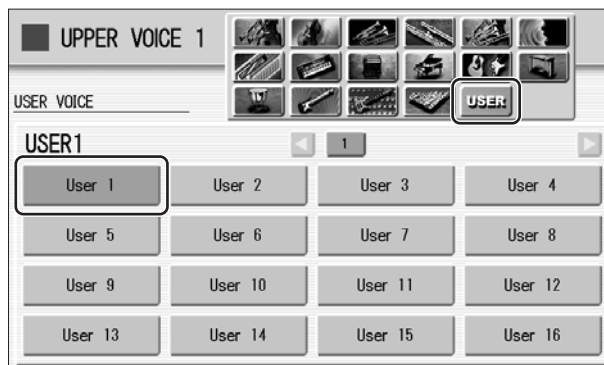 UPPER VOICE 1
USER VOICE
USER
USER1
1
User 1 User 2 User 3 User 4
User 5 User 6 User 7 User 8
User 9 User 10 User 11 User 12
User 13 User 14 User 15 User 16